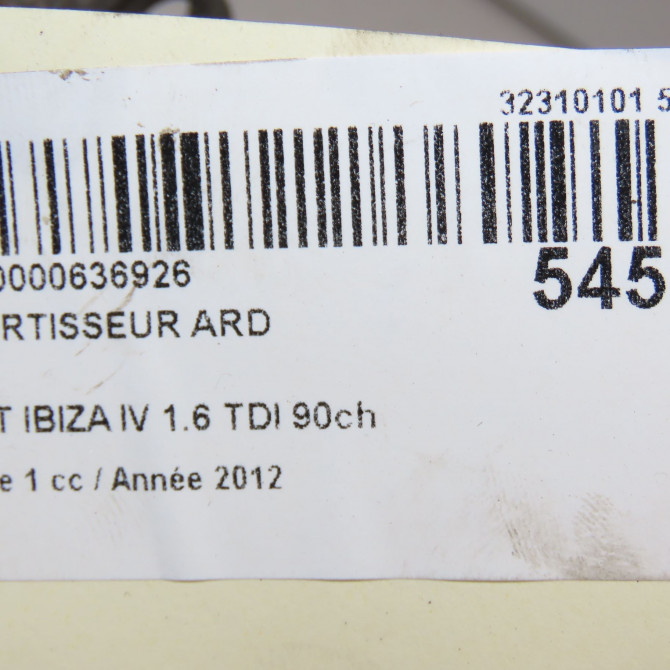 32310101 5
0000636926
545
RTISSEUR ARD
T IBIZA IV 1.6 TDI 90ch
e 1 cc / Année 2012